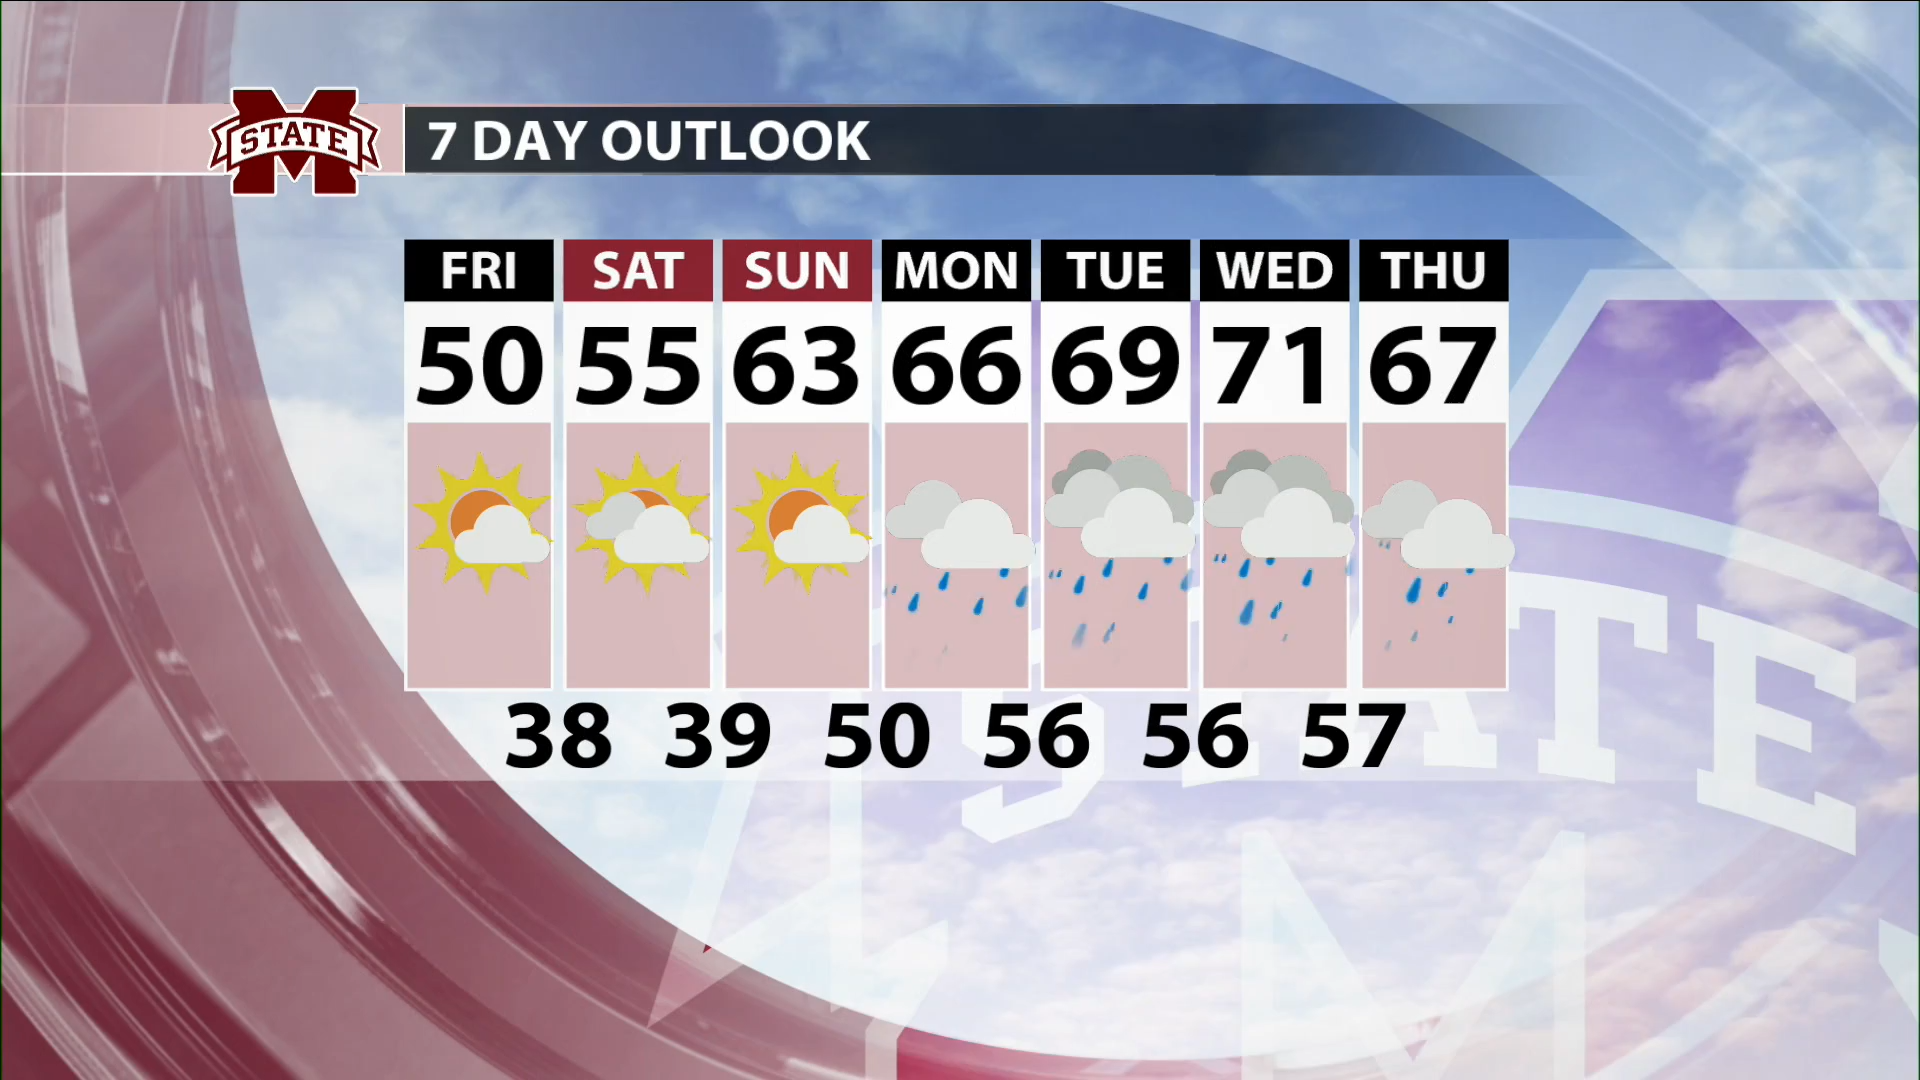 STATE
7 DAY OUTLOOK
FRI SAT SUN MON TUE WED THU
50 55 63 66 69 71 67
38 39 50 56 56 57
STATE